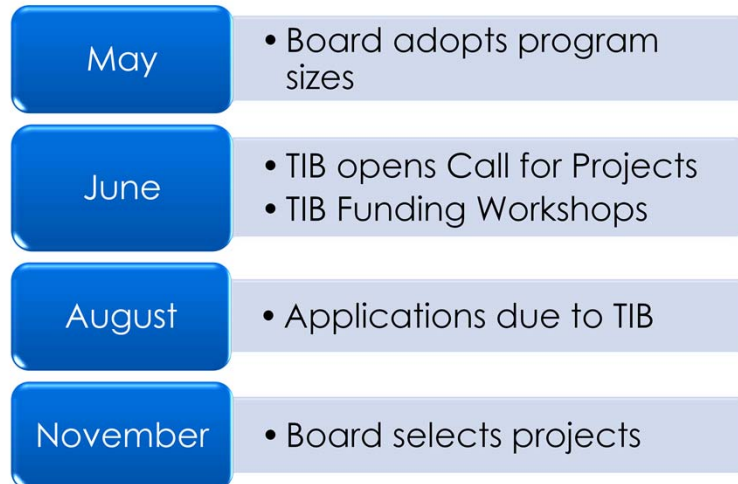 May
• Board adopts program
sizes
June
• TIB opens Call for Projects
• TIB Funding Workshops
August
• Applications due to TIB
November
• Board selects projects